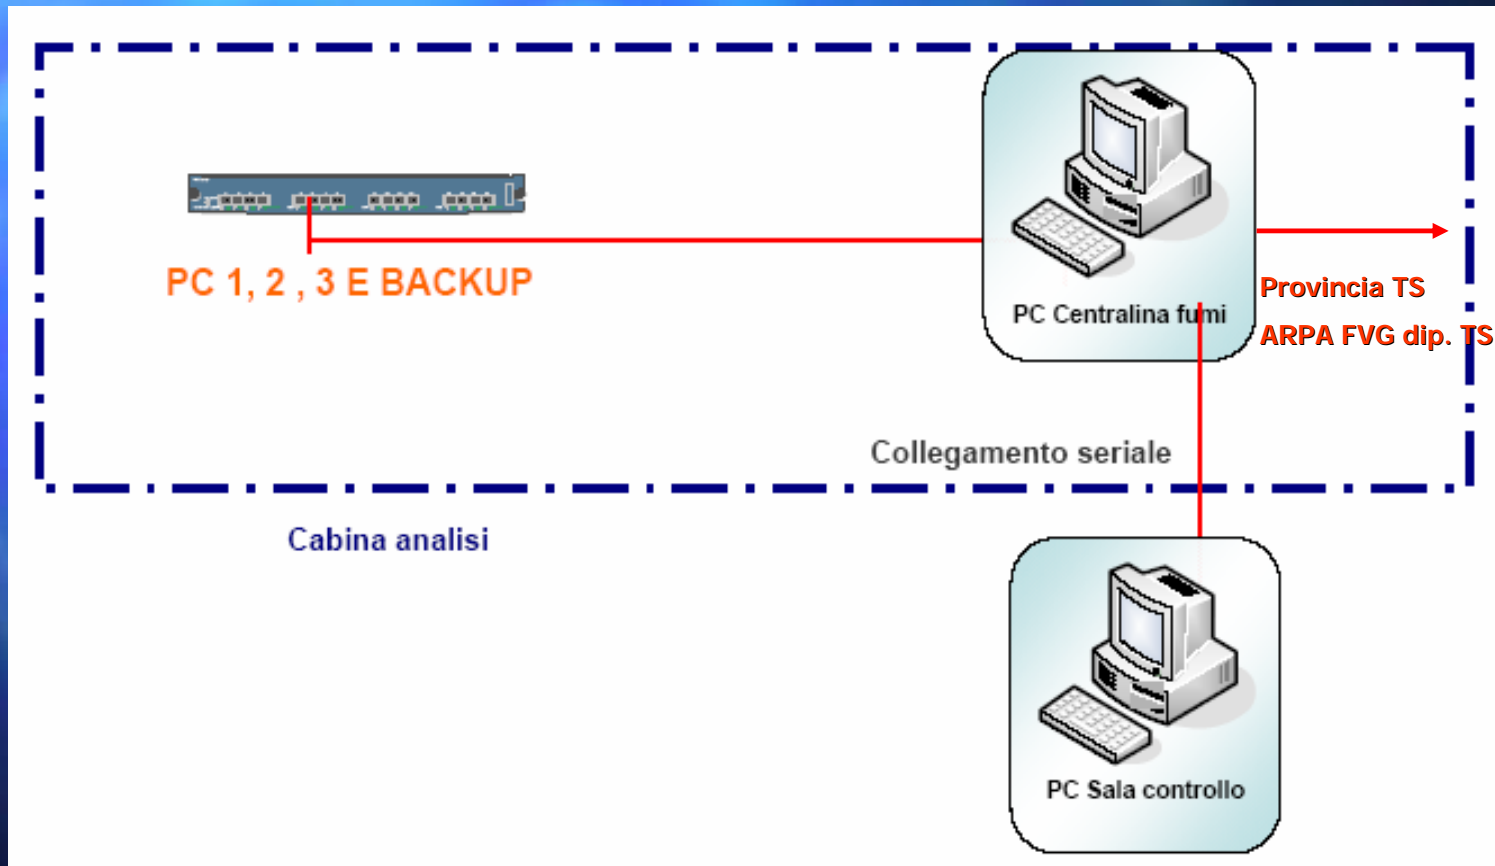 PC 1, 2 , 3 E BACKUP
PC Centralina fumi
Provincia TS
ARPA FVG dip. TS
Collegamento seriale
Cabina analisi
PC Sala controllo